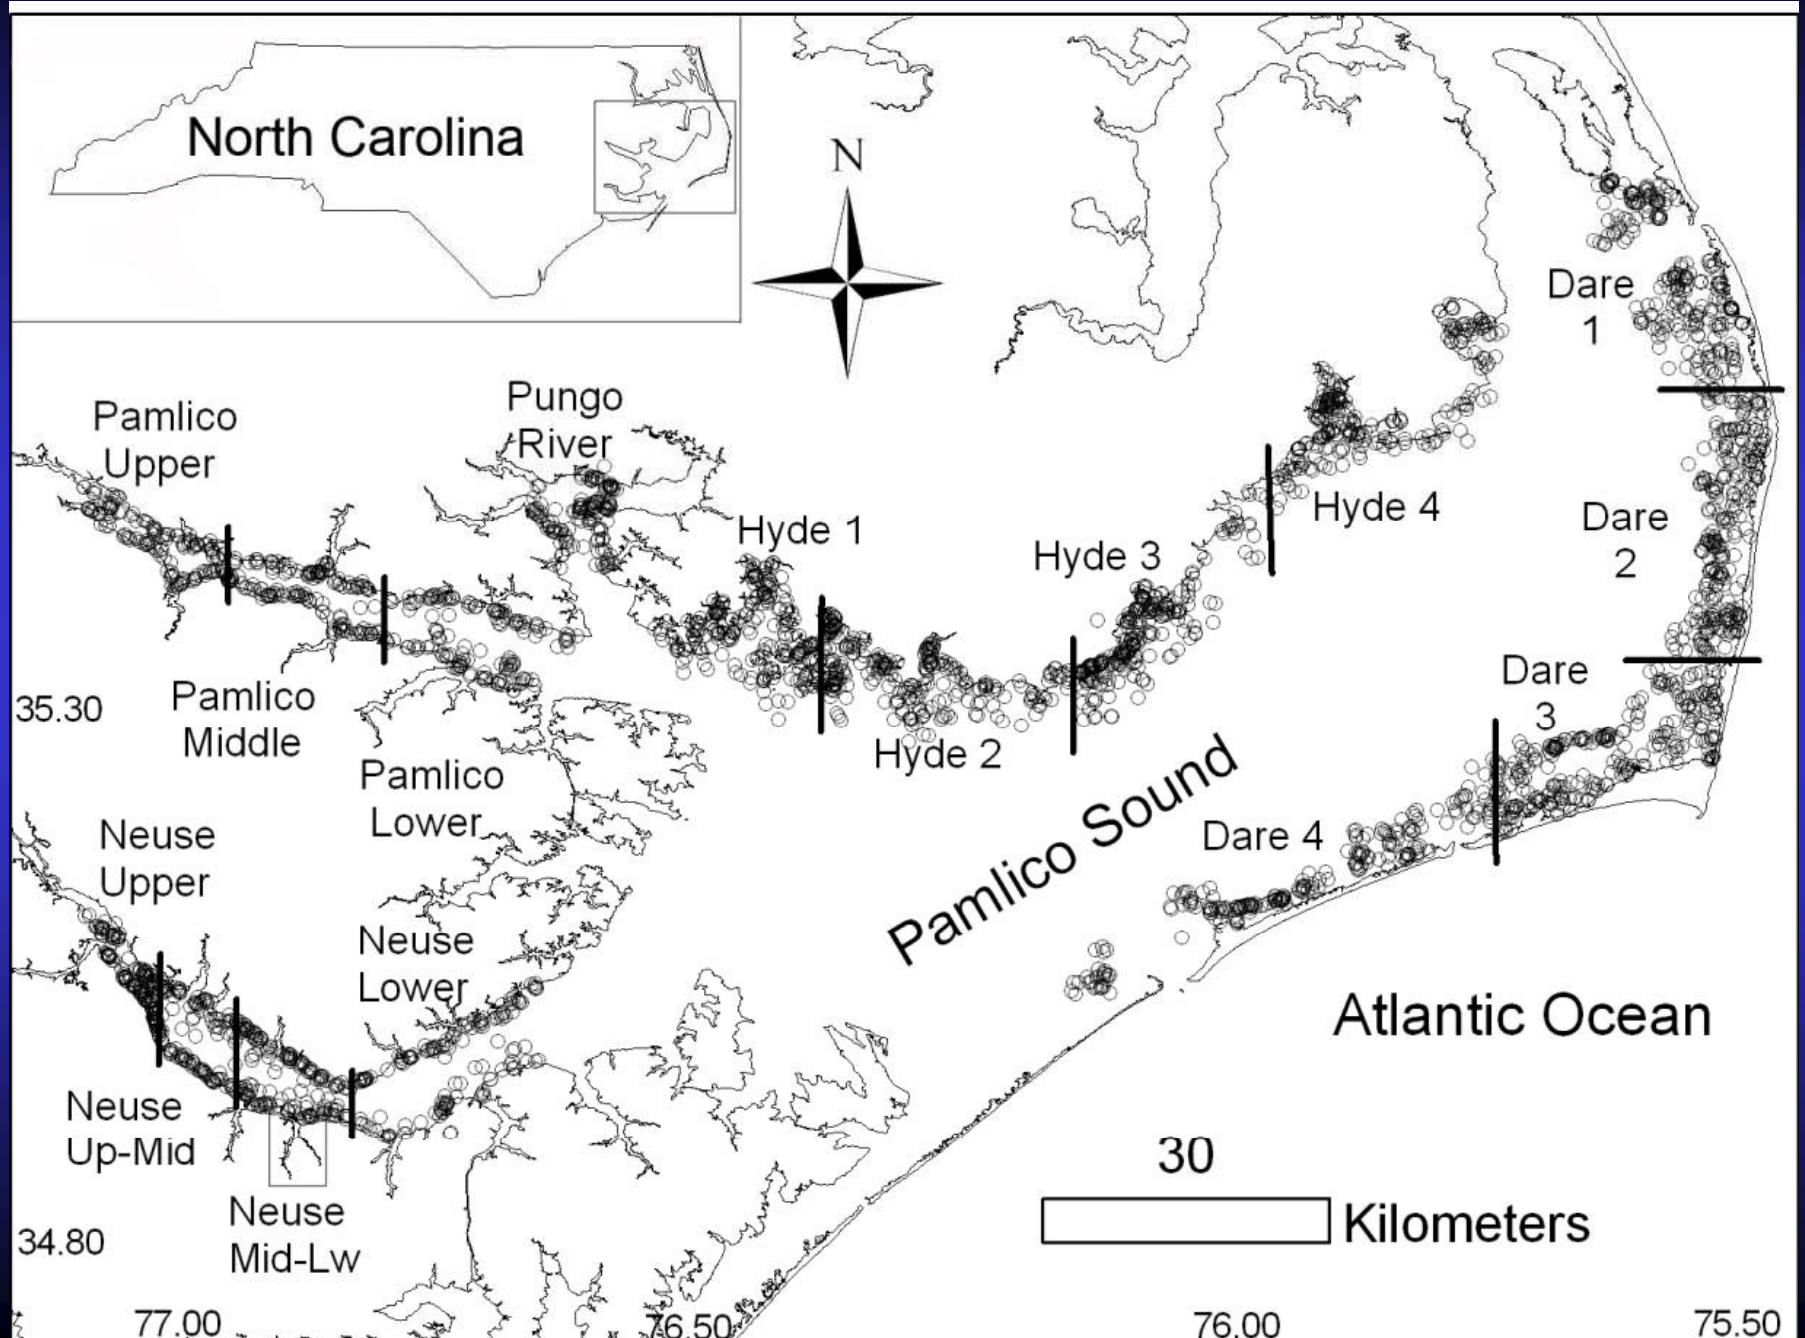 North Carolina
N
Dare
1
Pamlico
Upper
Pungo
River
Hyde 1
Hyde 4
Dare
2
Hyde 3
Dare
3
35.30
Pamlico
Middle
Hyde 2
Pamlico
Lower
Pamlico Sound
Dare 4
Neuse
Upper
Neuse
Lower
Atlantic Ocean
Neuse
Up-Mid
30
Kilometers
Neuse
Mid-Lw
34.80
77.00
76.50
76.00
75.50